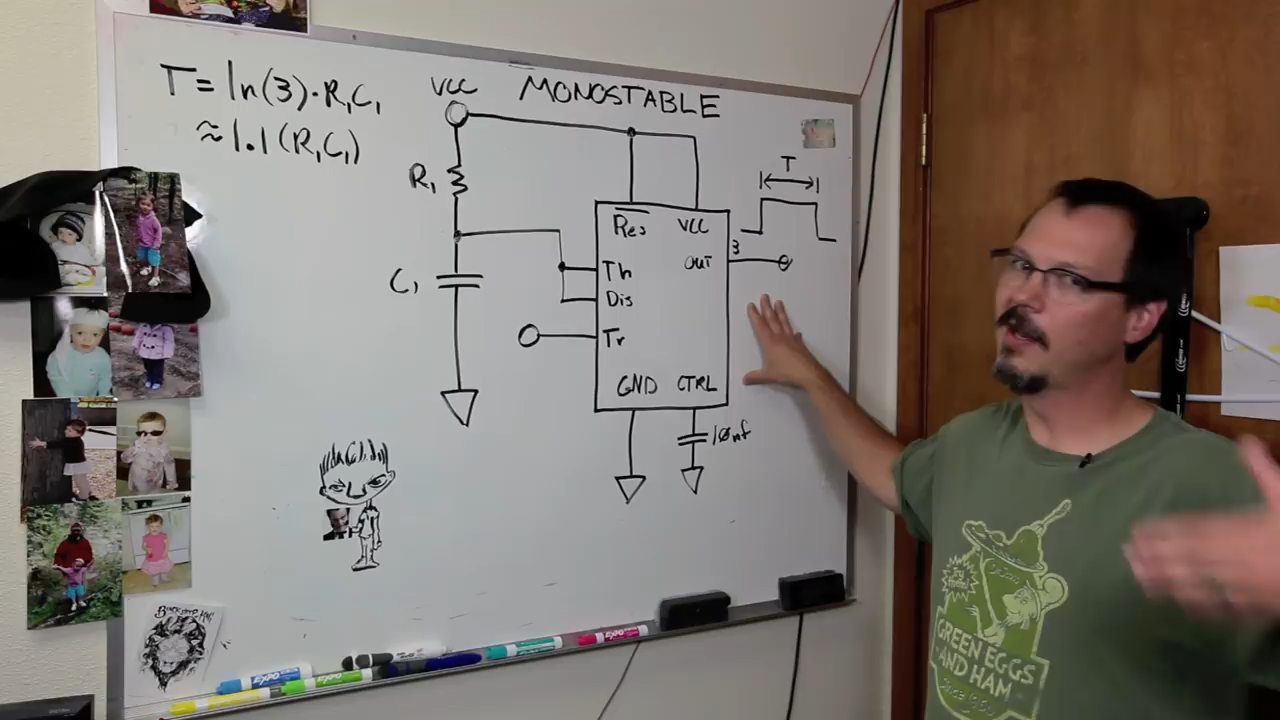 T = ln(3)·R₁C₁
≈ 1.1(R₁C₁)
VCC
MONOSTABLE
R₁
C₁
T
R̅e̅s̅
VCC
OUT
3
Th
Dis
Tr
GND
CTRL
10nf
EXPO
EXPO
EXPO
EXPO
GREEN EGGS
AND HAM